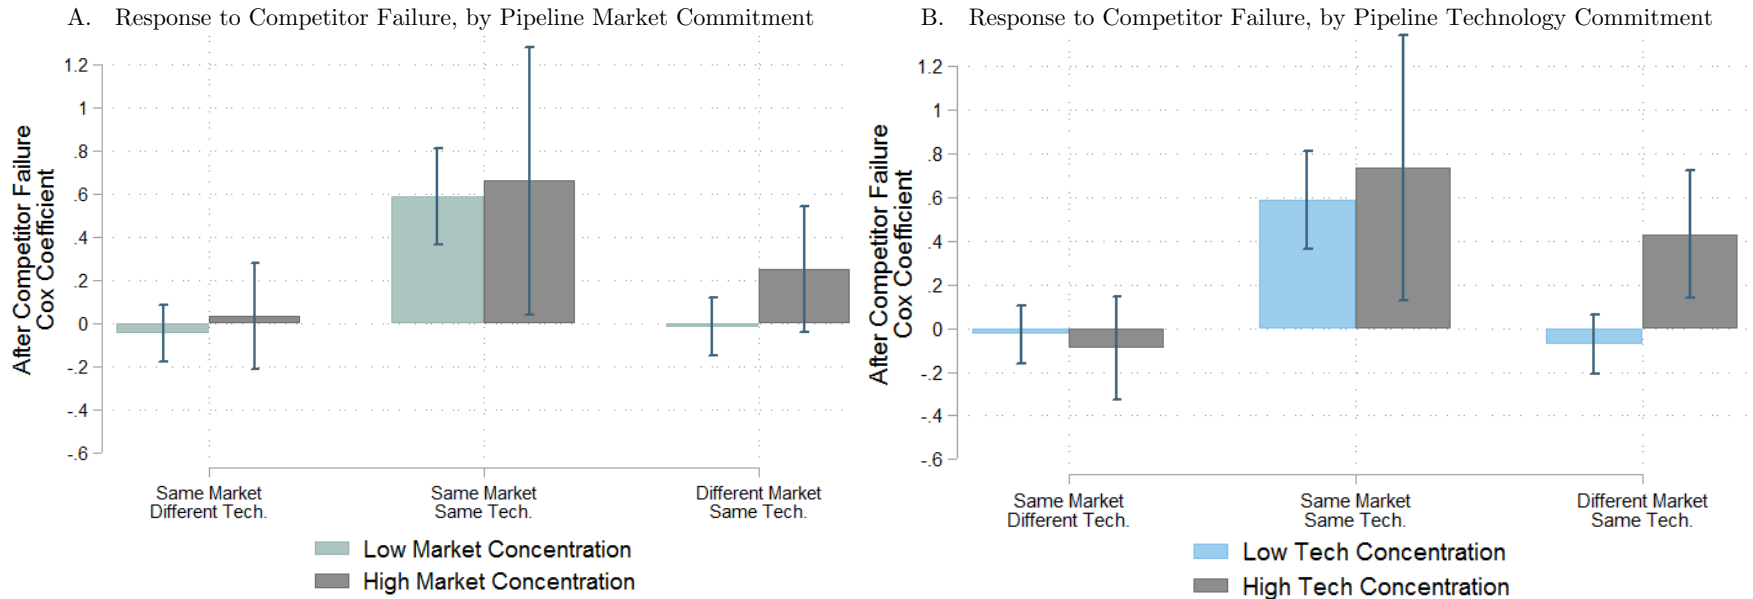 A. Response to Competitor Failure, by Pipeline Market Commitment
After Competitor Failure
Cox Coefficient
1.2
1
.8
.6
.4
.2
0
-.2
-.4
-.6
Same Market
Different Tech.
Same Market
Same Tech.
Different Market
Same Tech.
Low Market Concentration
High Market Concentration
B. Response to Competitor Failure, by Pipeline Technology Commitment
After Competitor Failure
Cox Coefficient
1.2
1
.8
.6
.4
.2
0
-.2
-.4
-.6
Same Market
Different Tech.
Same Market
Same Tech.
Different Market
Same Tech.
Low Tech Concentration
High Tech Concentration